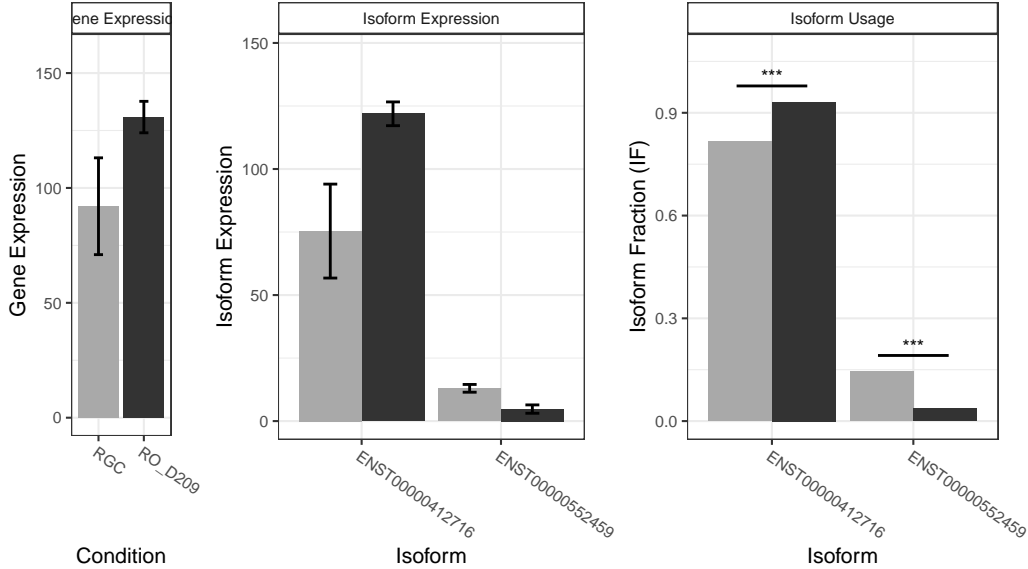 ene Expressio
Gene Expression
150
100
50
0
RGC
RO_D209
Condition
Isoform Expression
Isoform Expression
150
100
50
0
ENST00000412716
ENST00000552459
Isoform
Isoform Usage
Isoform Fraction (IF)
0.9
0.6
0.3
0.0
***
***
ENST00000412716
ENST00000552459
Isoform